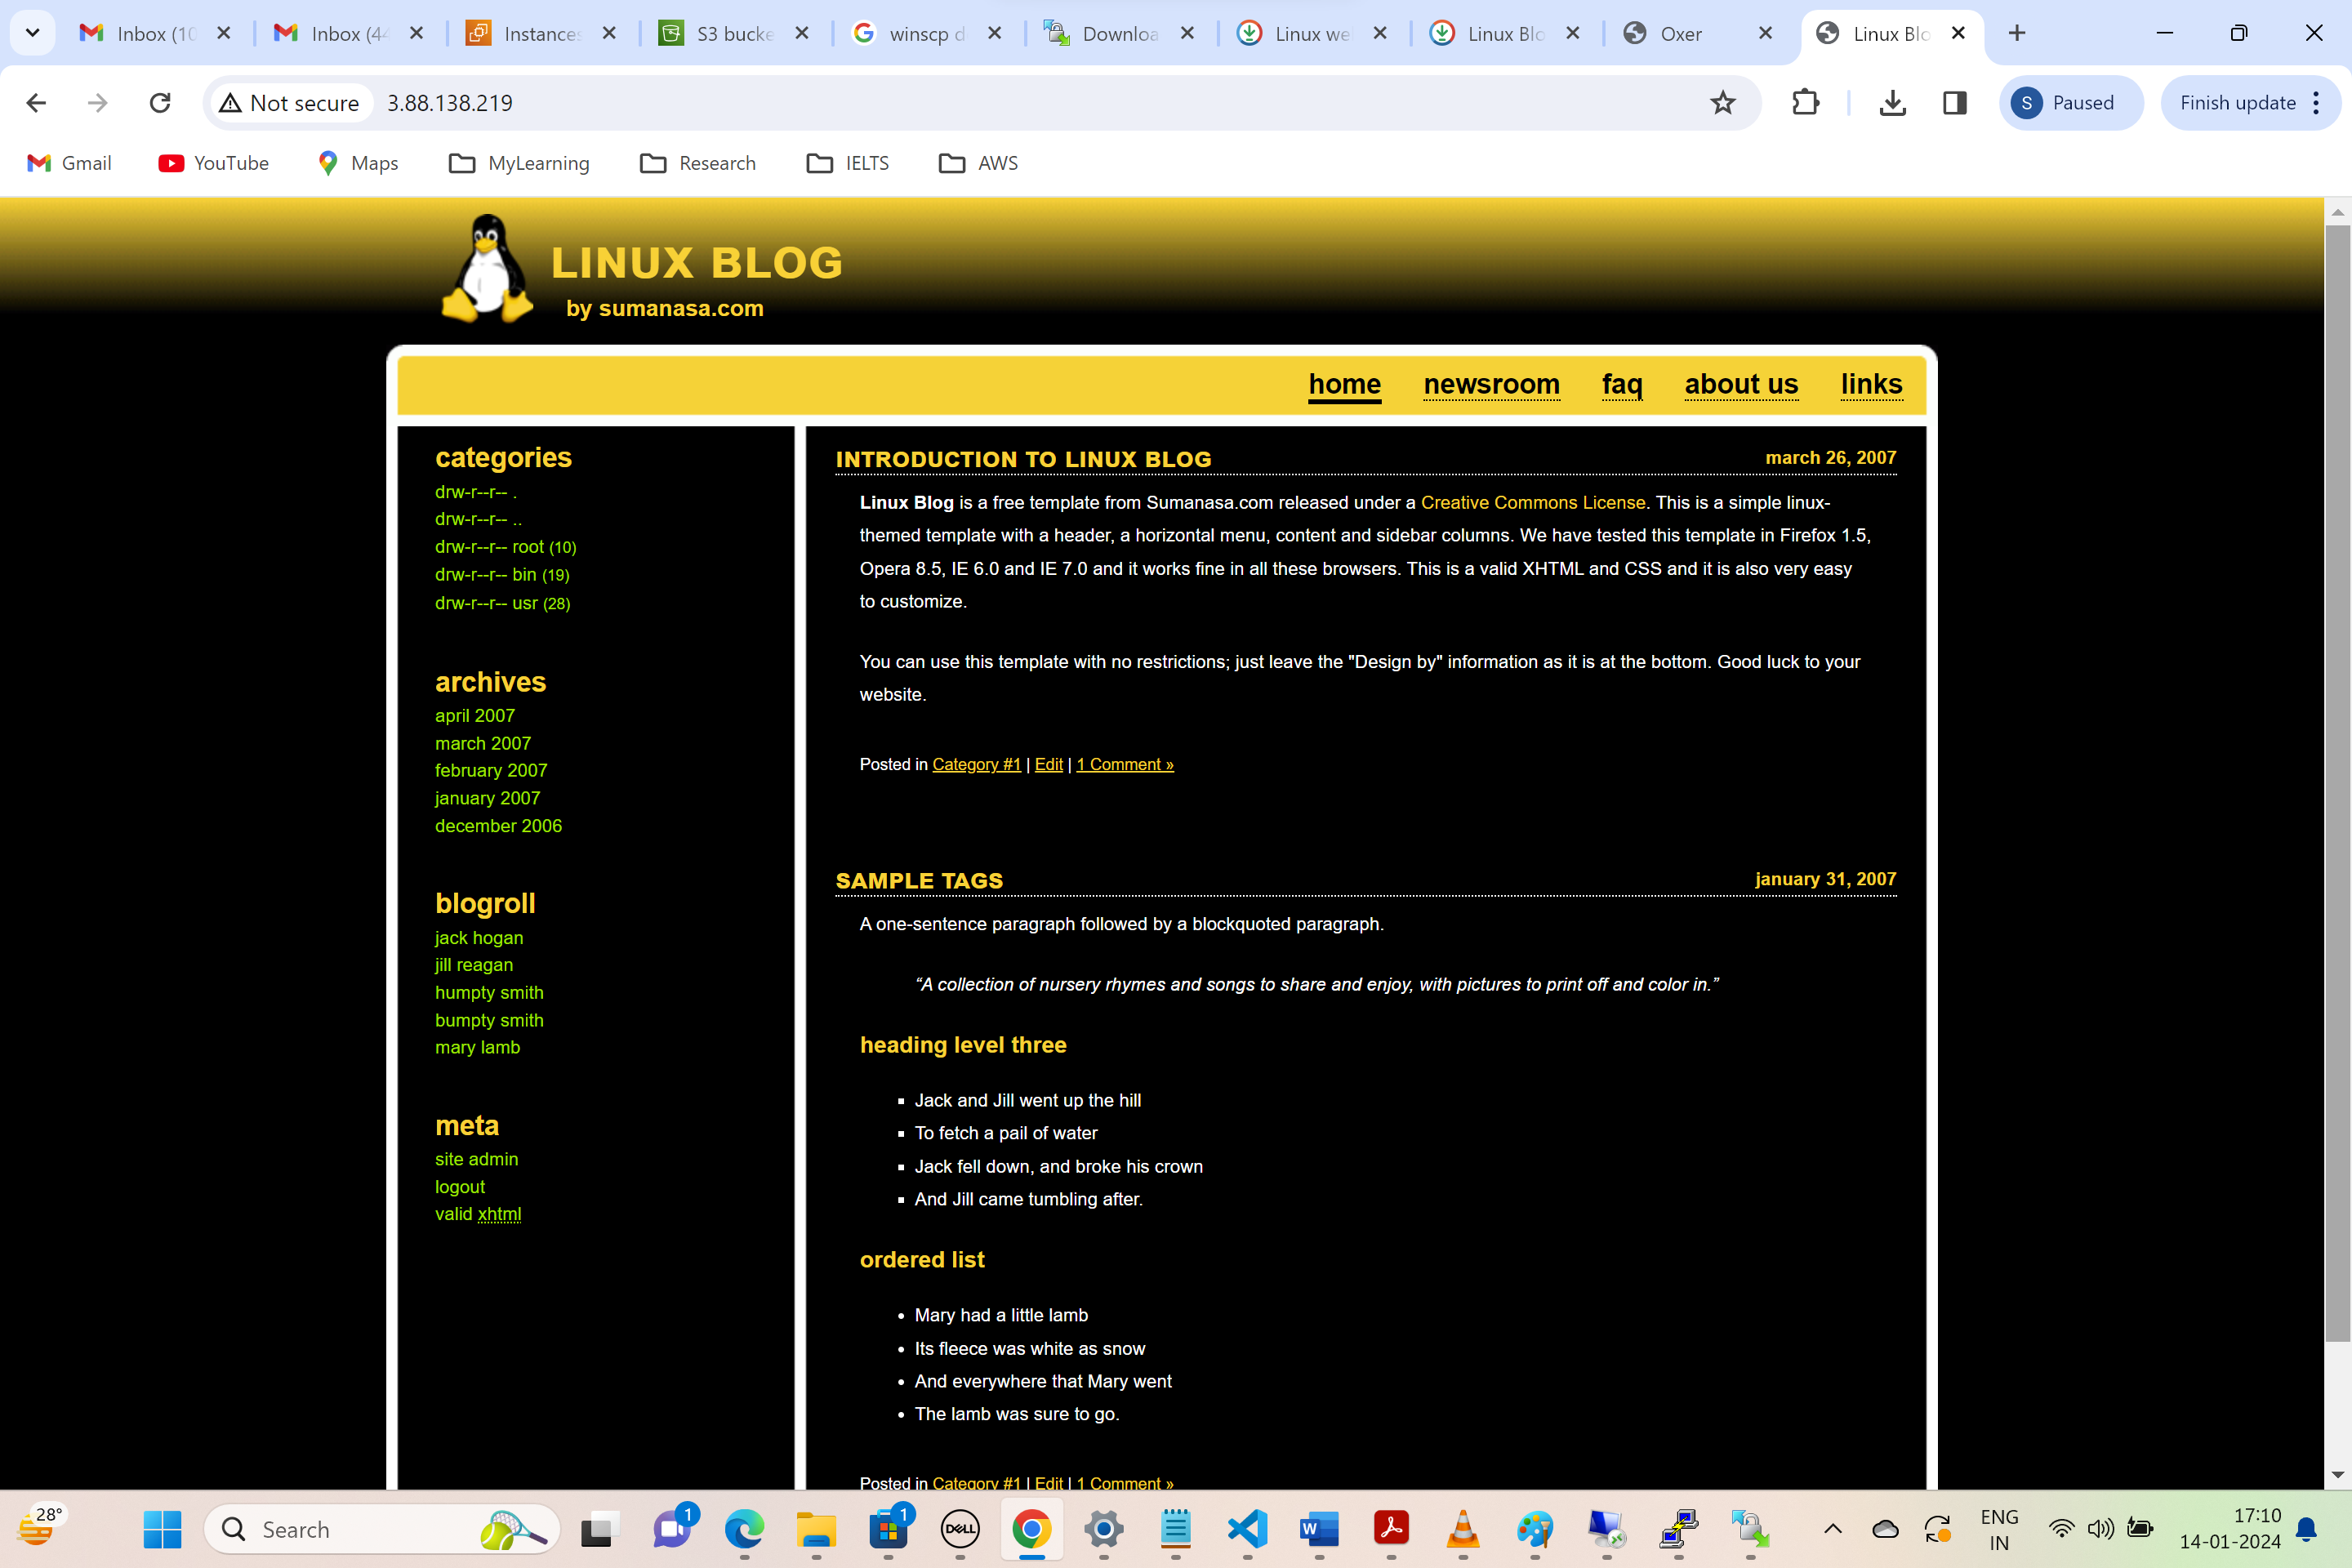 Inbox (10
Inbox (44
Instances
S3 bucke
winscp d
Downloa
Linux we
Linux Blo
Oxer
Linux Blo
Not secure
3.88.138.219
S
Paused
Finish update
Gmail
YouTube
Maps
MyLearning
Research
IELTS
AWS
LINUX BLOG
by sumanasa.com
home
newsroom
faq
about us
links
categories
drw-r--r-- .
drw-r--r-- ..
drw-r--r-- root (10)
drw-r--r-- bin (19)
drw-r--r-- usr (28)
archives
april 2007
march 2007
february 2007
january 2007
december 2006
blogroll
jack hogan
jill reagan
humpty smith
bumpty smith
mary lamb
meta
site admin
logout
valid xhtml
INTRODUCTION TO LINUX BLOG
march 26, 2007
Linux Blog is a free template from Sumanasa.com released under a Creative Commons License. This is a simple linux-
themed template with a header, a horizontal menu, content and sidebar columns. We have tested this template in Firefox 1.5,
Opera 8.5, IE 6.0 and IE 7.0 and it works fine in all these browsers. This is a valid XHTML and CSS and it is also very easy
to customize.
You can use this template with no restrictions; just leave the "Design by" information as it is at the bottom. Good luck to your
website.
Posted in Category #1 | Edit | 1 Comment »
SAMPLE TAGS
january 31, 2007
A one-sentence paragraph followed by a blockquoted paragraph.
“A collection of nursery rhymes and songs to share and enjoy, with pictures to print off and color in.”
heading level three
Jack and Jill went up the hill
To fetch a pail of water
Jack fell down, and broke his crown
And Jill came tumbling after.
ordered list
Mary had a little lamb
Its fleece was white as snow
And everywhere that Mary went
The lamb was sure to go.
Posted in Category #1 | Edit | 1 Comment »
28°
Search
1
1
DELL
W
ENG
IN
17:10
14-01-2024